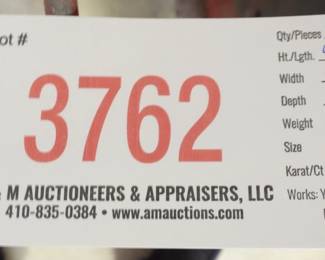 ot #
3762
M AUCTIONEERS & APPRAISERS, LLC
410-835-0384 • www.amauctions.com
Qty/Pieces
Ht./Lgth.
Width
Depth
Weight
Size
Karat/Ct
Works: Y